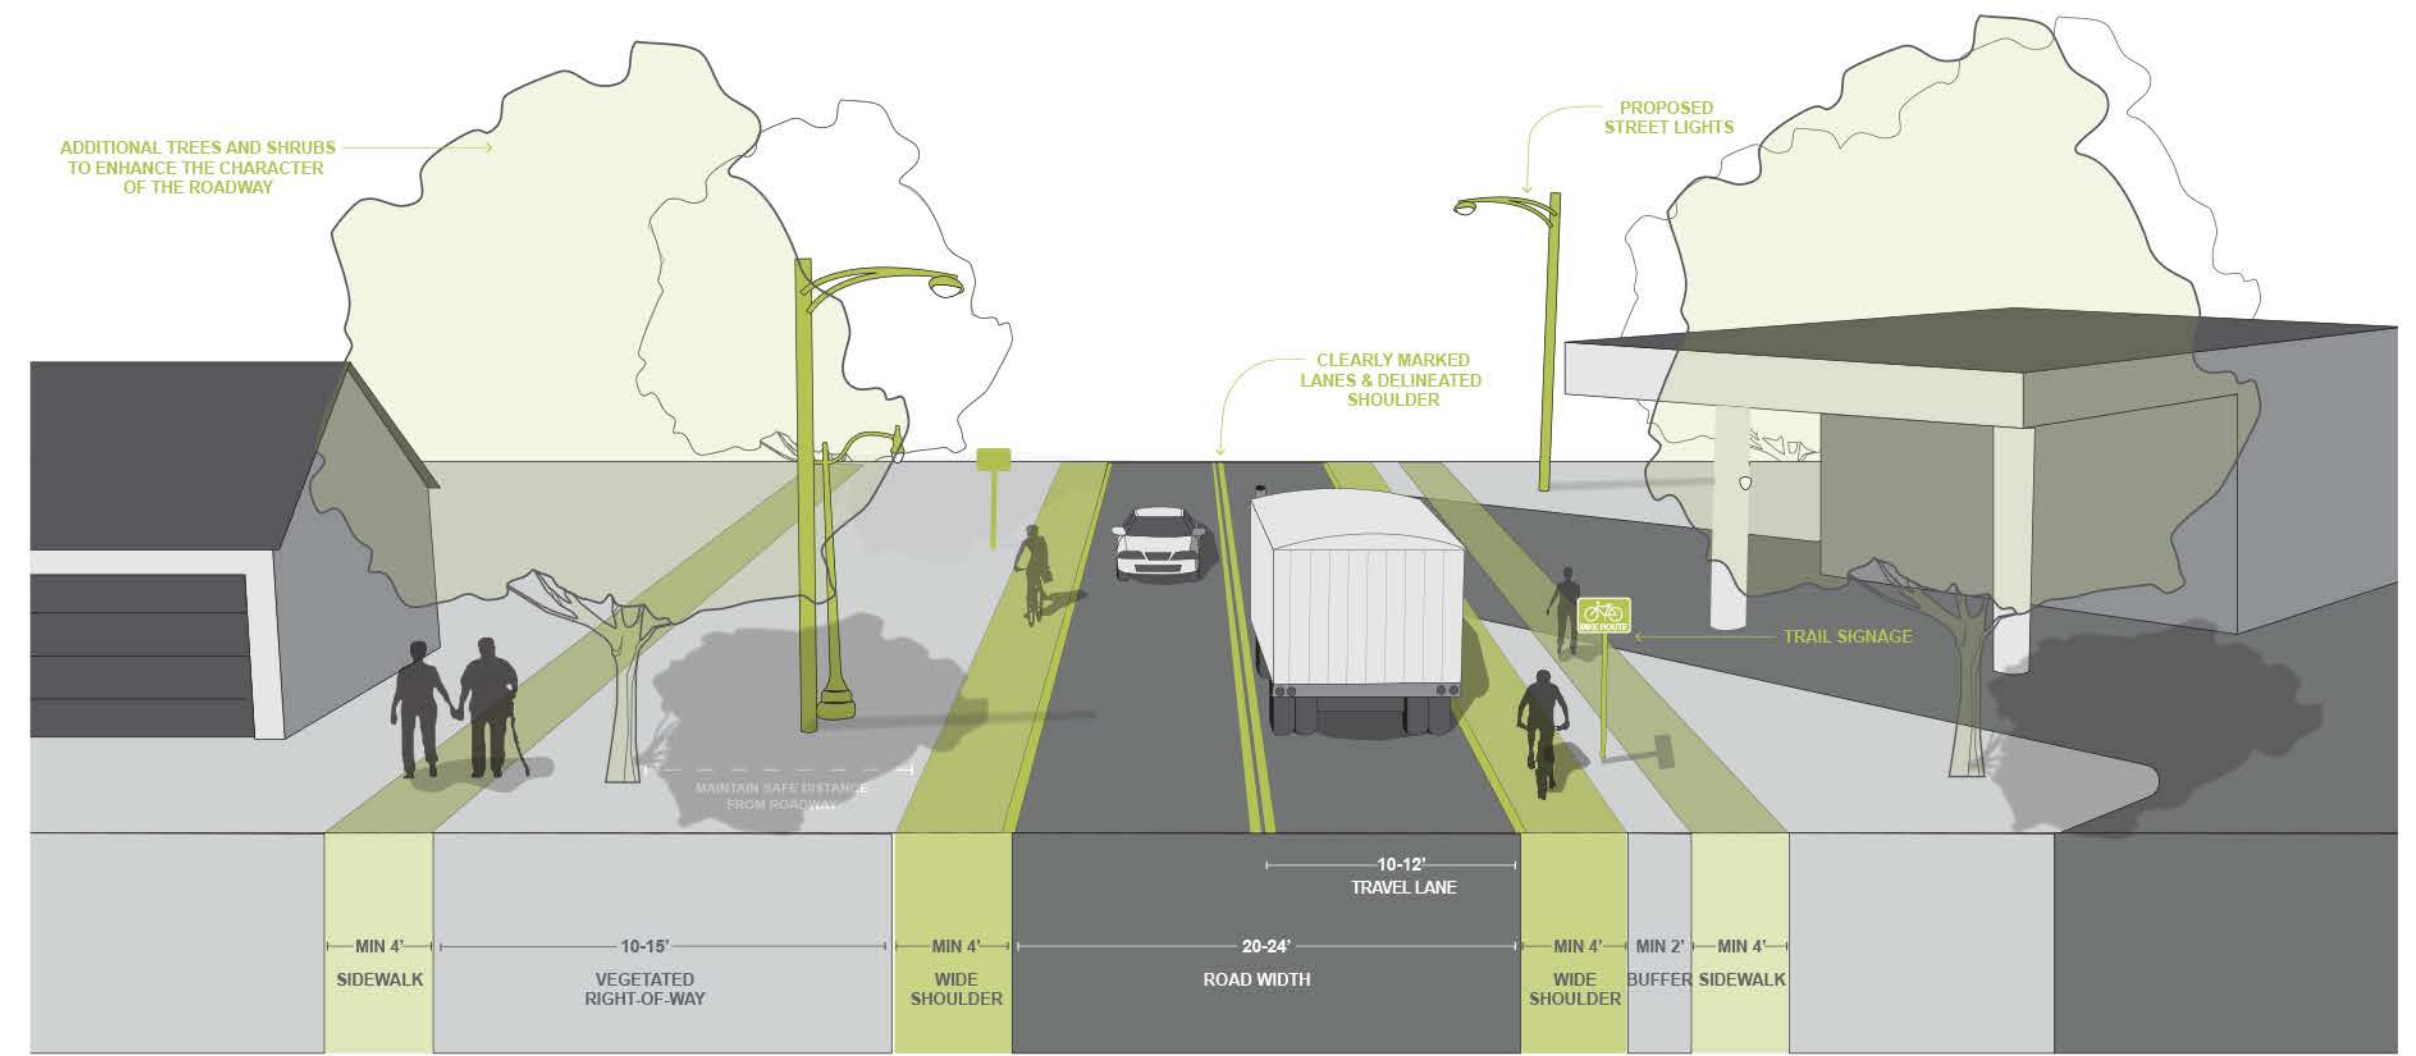 PROPOSED
STREET LIGHTS
ADDITIONAL TREES AND SHRUBS
TO ENHANCE THE CHARACTER
OF THE ROADWAY
CLEARLY MARKED
LANES & DELINEATED
SHOULDER
BIKE ROUTE
TRAIL SIGNAGE
MAINTAIN SAFE DISTANCE
FROM ROADWAY
10-12'
TRAVEL LANE
MIN 4'
SIDEWALK
10-15'
VEGETATED
RIGHT-OF-WAY
MIN 4'
WIDE
SHOULDER
20-24'
ROAD WIDTH
MIN 4'
WIDE
SHOULDER
MIN 2'
BUFFER
MIN 4'
SIDEWALK